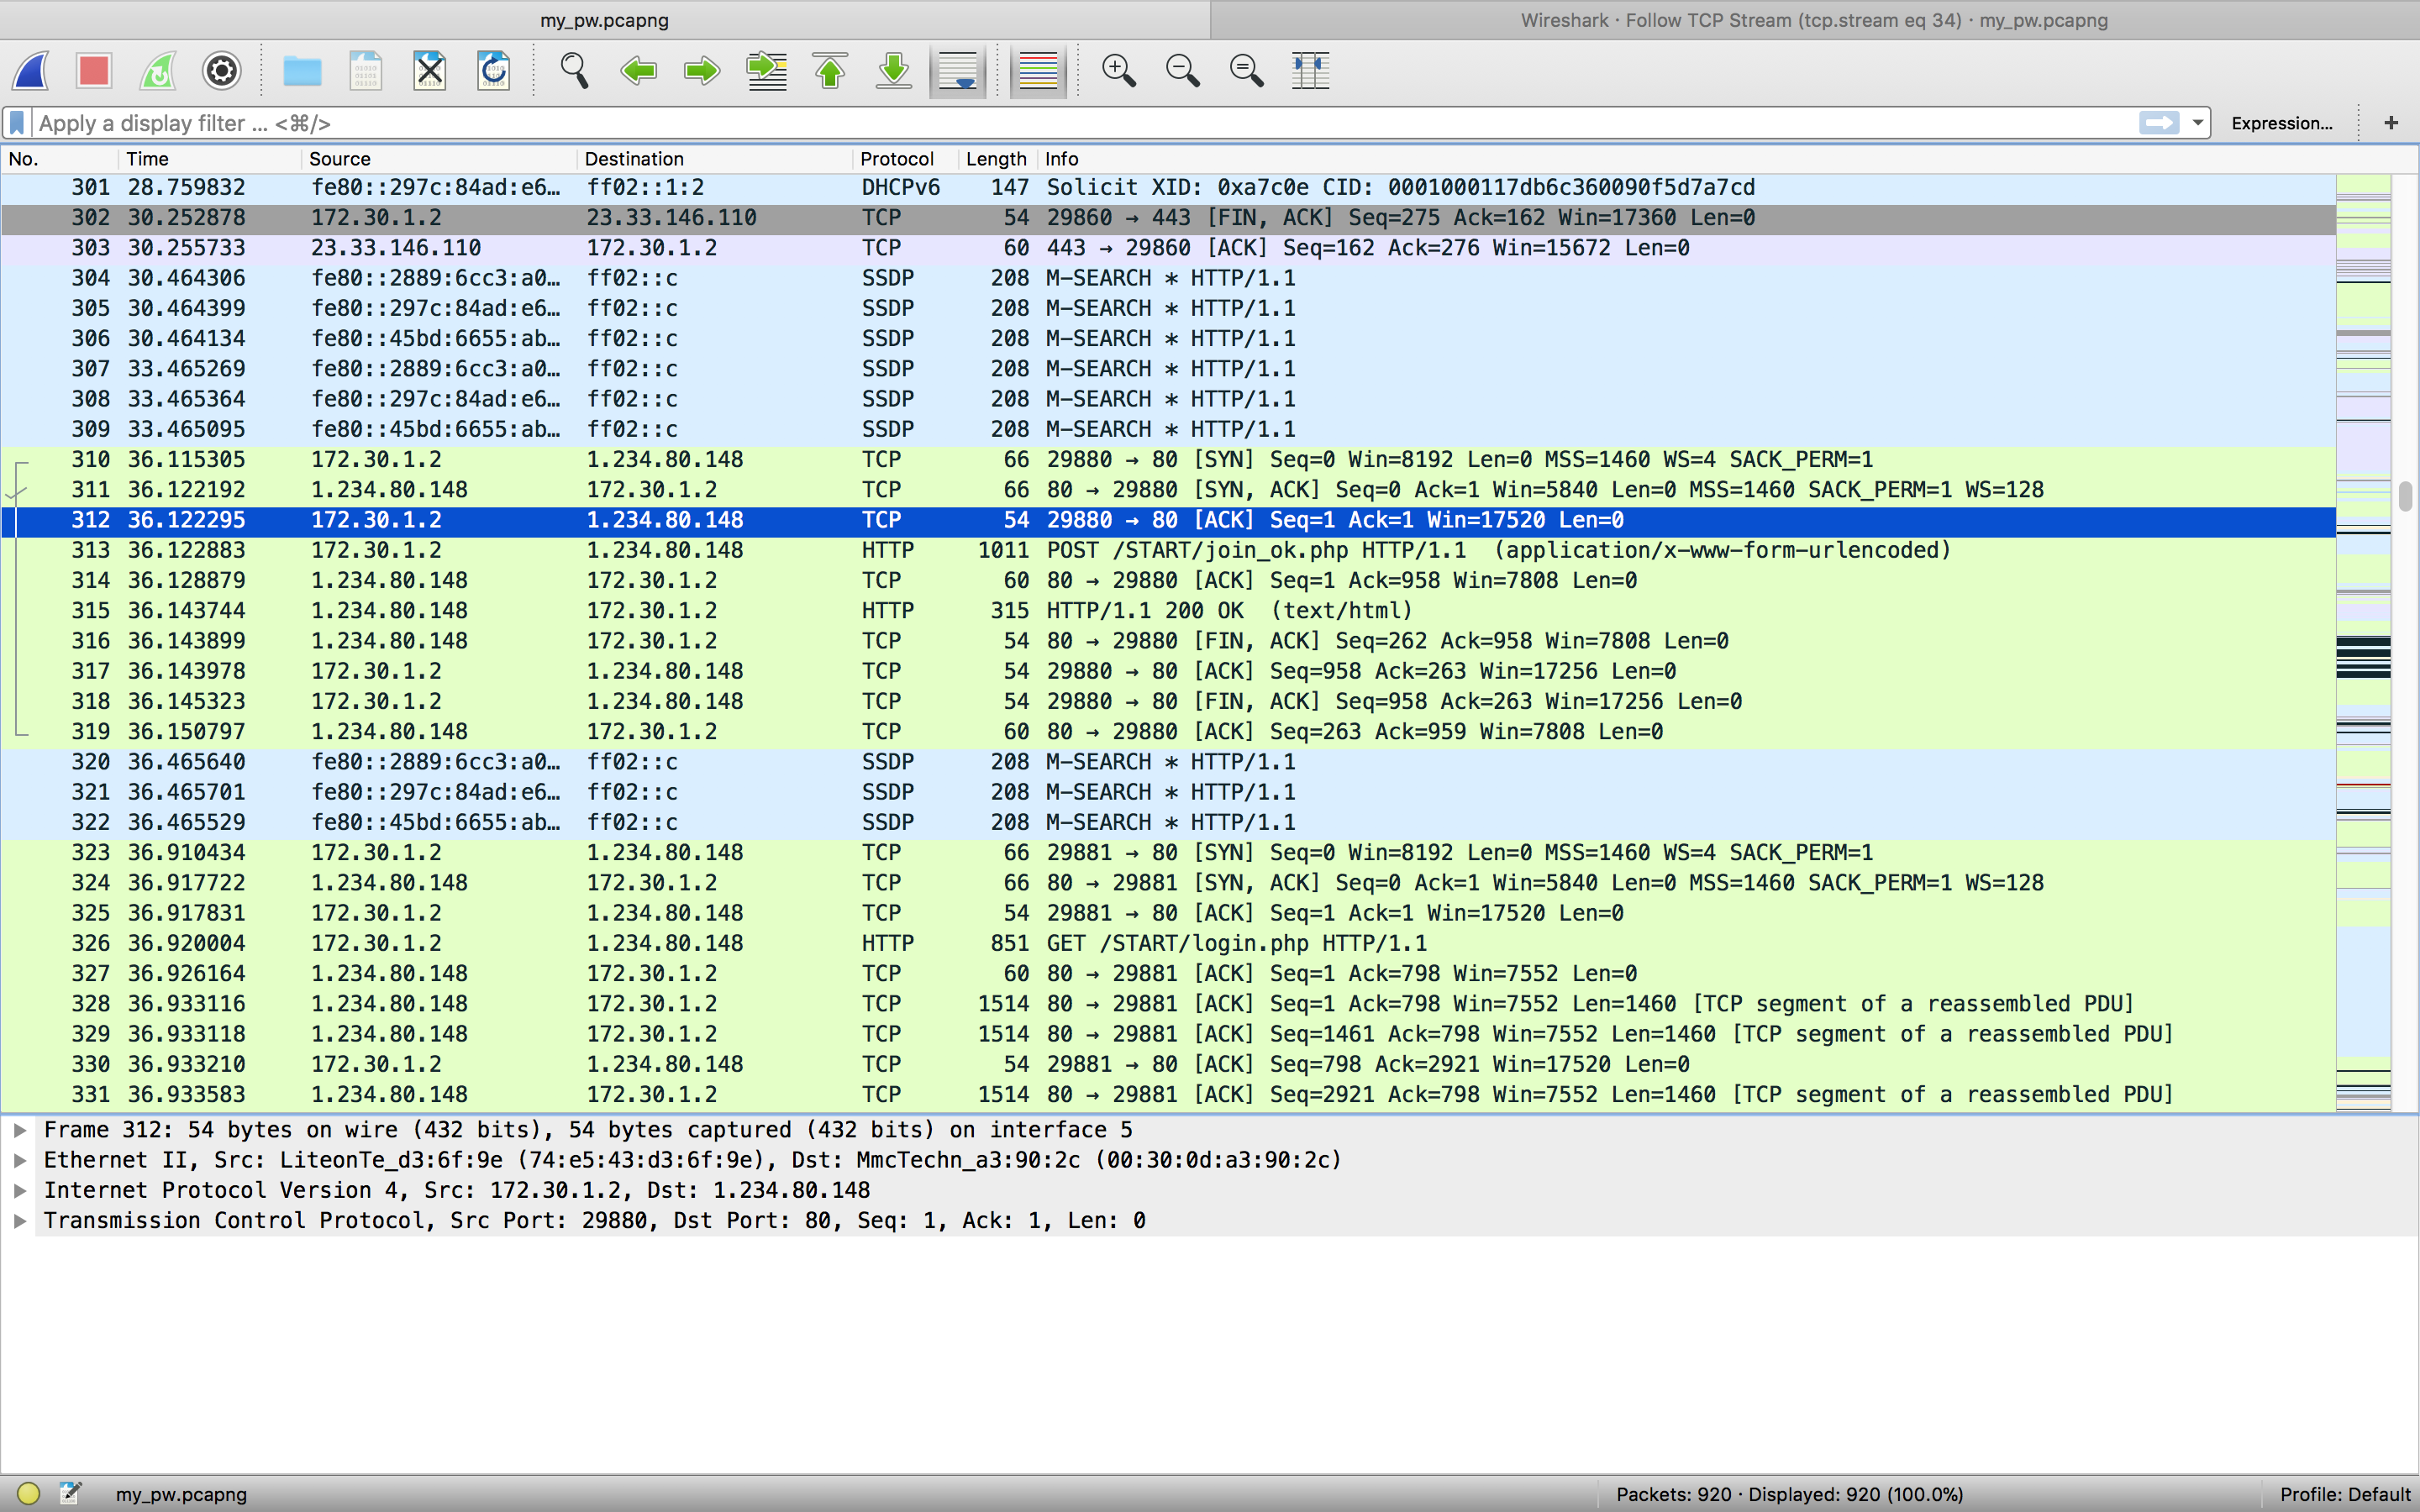 my_pw.pcapng Wireshark · Follow TCP Stream (tcp.stream eq 34) · my_pw.pcapng
Apply a display filter ... <⌘/> Expression... +
No. Time Source Destination Protocol Length Info
301 28.759832 fe80::297c:84ad:e6… ff02::1:2 DHCPv6 147 Solicit XID: 0xa7c0e CID: 0001000117db6c360090f5d7a7cd
302 30.252878 172.30.1.2 23.33.146.110 TCP 54 29860 → 443 [FIN, ACK] Seq=275 Ack=162 Win=17360 Len=0
303 30.255733 23.33.146.110 172.30.1.2 TCP 60 443 → 29860 [ACK] Seq=162 Ack=276 Win=15672 Len=0
304 30.464306 fe80::2889:6cc3:a0… ff02::c SSDP 208 M-SEARCH * HTTP/1.1
305 30.464399 fe80::297c:84ad:e6… ff02::c SSDP 208 M-SEARCH * HTTP/1.1
306 30.464134 fe80::45bd:6655:ab… ff02::c SSDP 208 M-SEARCH * HTTP/1.1
307 33.465269 fe80::2889:6cc3:a0… ff02::c SSDP 208 M-SEARCH * HTTP/1.1
308 33.465364 fe80::297c:84ad:e6… ff02::c SSDP 208 M-SEARCH * HTTP/1.1
309 33.465095 fe80::45bd:6655:ab… ff02::c SSDP 208 M-SEARCH * HTTP/1.1
310 36.115305 172.30.1.2 1.234.80.148 TCP 66 29880 → 80 [SYN] Seq=0 Win=8192 Len=0 MSS=1460 WS=4 SACK_PERM=1
311 36.122192 1.234.80.148 172.30.1.2 TCP 66 80 → 29880 [SYN, ACK] Seq=0 Ack=1 Win=5840 Len=0 MSS=1460 SACK_PERM=1 WS=128
312 36.122295 172.30.1.2 1.234.80.148 TCP 54 29880 → 80 [ACK] Seq=1 Ack=1 Win=17520 Len=0
313 36.122883 172.30.1.2 1.234.80.148 HTTP 1011 POST /START/join_ok.php HTTP/1.1  (application/x-www-form-urlencoded)
314 36.128879 1.234.80.148 172.30.1.2 TCP 60 80 → 29880 [ACK] Seq=1 Ack=958 Win=7808 Len=0
315 36.143744 1.234.80.148 172.30.1.2 HTTP 315 HTTP/1.1 200 OK  (text/html)
316 36.143899 1.234.80.148 172.30.1.2 TCP 54 80 → 29880 [FIN, ACK] Seq=262 Ack=958 Win=7808 Len=0
317 36.143978 172.30.1.2 1.234.80.148 TCP 54 29880 → 80 [ACK] Seq=958 Ack=263 Win=17256 Len=0
318 36.145323 172.30.1.2 1.234.80.148 TCP 54 29880 → 80 [FIN, ACK] Seq=958 Ack=263 Win=17256 Len=0
319 36.150797 1.234.80.148 172.30.1.2 TCP 60 80 → 29880 [ACK] Seq=263 Ack=959 Win=7808 Len=0
320 36.465640 fe80::2889:6cc3:a0… ff02::c SSDP 208 M-SEARCH * HTTP/1.1
321 36.465701 fe80::297c:84ad:e6… ff02::c SSDP 208 M-SEARCH * HTTP/1.1
322 36.465529 fe80::45bd:6655:ab… ff02::c SSDP 208 M-SEARCH * HTTP/1.1
323 36.910434 172.30.1.2 1.234.80.148 TCP 66 29881 → 80 [SYN] Seq=0 Win=8192 Len=0 MSS=1460 WS=4 SACK_PERM=1
324 36.917722 1.234.80.148 172.30.1.2 TCP 66 80 → 29881 [SYN, ACK] Seq=0 Ack=1 Win=5840 Len=0 MSS=1460 SACK_PERM=1 WS=128
325 36.917831 172.30.1.2 1.234.80.148 TCP 54 29881 → 80 [ACK] Seq=1 Ack=1 Win=17520 Len=0
326 36.920004 172.30.1.2 1.234.80.148 HTTP 851 GET /START/login.php HTTP/1.1
327 36.926164 1.234.80.148 172.30.1.2 TCP 60 80 → 29881 [ACK] Seq=1 Ack=798 Win=7552 Len=0
328 36.933116 1.234.80.148 172.30.1.2 TCP 1514 80 → 29881 [ACK] Seq=1 Ack=798 Win=7552 Len=1460 [TCP segment of a reassembled PDU]
329 36.933118 1.234.80.148 172.30.1.2 TCP 1514 80 → 29881 [ACK] Seq=1461 Ack=798 Win=7552 Len=1460 [TCP segment of a reassembled PDU]
330 36.933210 172.30.1.2 1.234.80.148 TCP 54 29881 → 80 [ACK] Seq=798 Ack=2921 Win=17520 Len=0
331 36.933583 1.234.80.148 172.30.1.2 TCP 1514 80 → 29881 [ACK] Seq=2921 Ack=798 Win=7552 Len=1460 [TCP segment of a reassembled PDU]
Frame 312: 54 bytes on wire (432 bits), 54 bytes captured (432 bits) on interface 5
Ethernet II, Src: LiteonTe_d3:6f:9e (74:e5:43:d3:6f:9e), Dst: MmcTechn_a3:90:2c (00:30:0d:a3:90:2c)
Internet Protocol Version 4, Src: 172.30.1.2, Dst: 1.234.80.148
Transmission Control Protocol, Src Port: 29880, Dst Port: 80, Seq: 1, Ack: 1, Len: 0
my_pw.pcapng Packets: 920 · Displayed: 920 (100.0%) Profile: Default